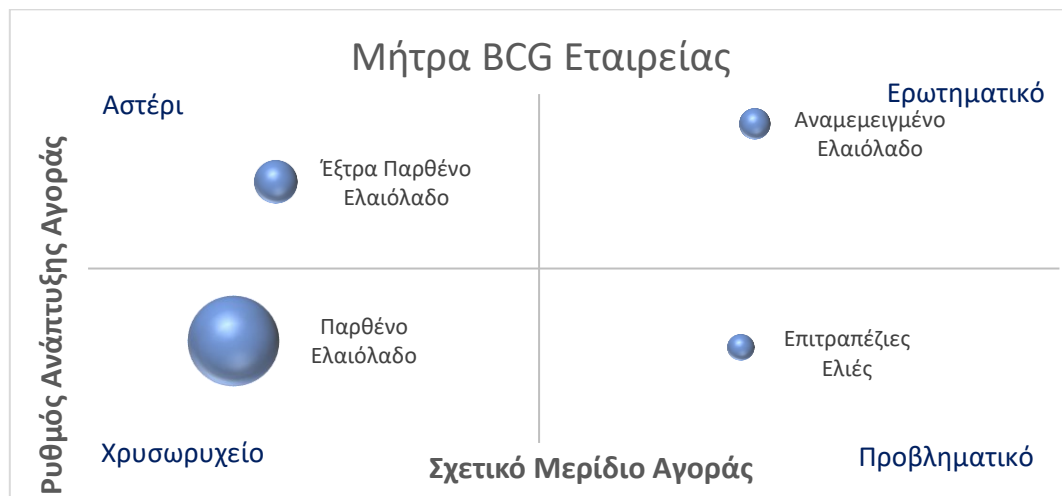 Μήτρα BCG Εταιρείας
Αστέρι
Ερωτηματικό
Έξτρα Παρθένο
Ελαιόλαδο
Αναμεμειγμένο
Ελαιόλαδο
Παρθένο
Ελαιόλαδο
Επιτραπέζιες
Ελιές
Χρυσωρυχείο
Προβληματικό
Σχετικό Μερίδιο Αγοράς
Ρυθμός Ανάπτυξης Αγοράς